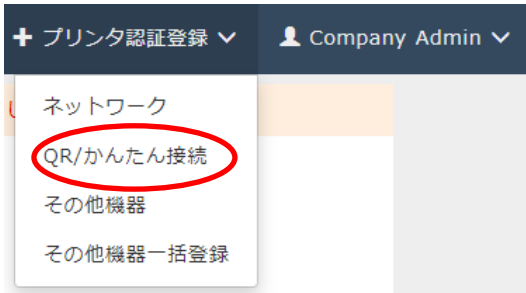 プリンタ認証登録
Company Admin
ネットワーク
QR/かんたん接続
その他機器
その他機器一括登録